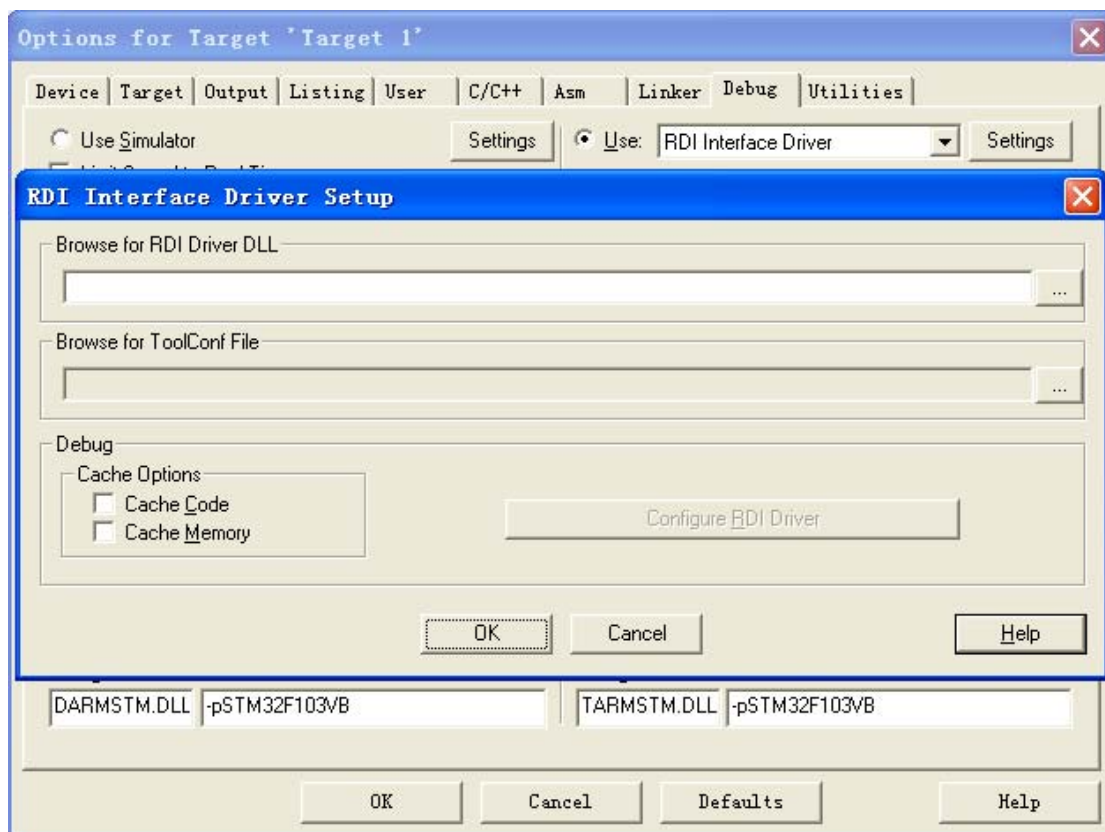 Options for Target 'Target 1'
Device Target Output Listing User C/C++ Asm Linker Debug Utilities
Use Simulator Settings Use: RDI Interface Driver Settings
RDI Interface Driver Setup
Browse for RDI Driver DLL
...
Browse for ToolConf File
...
Debug
Cache Options
Cache Code
Cache Memory
Configure RDI Driver
OK Cancel Help
DARMSTM.DLL -pSTM32F103VB TARMSTM.DLL -pSTM32F103VB
OK Cancel Defaults Help